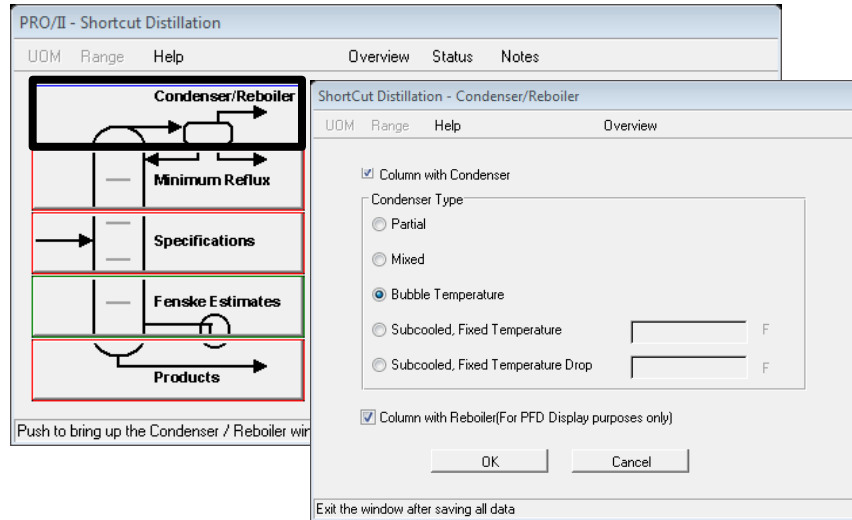 PRO/II - Shortcut Distillation
UOM Range Help Overview Status Notes
Condenser/Reboiler
Minimum Reflux
Specifications
Fenske Estimates
Products
Push to bring up the Condenser / Reboiler wir
ShortCut Distillation - Condenser/Reboiler
UOM Range Help Overview
Column with Condenser
Condenser Type
Partial
Mixed
Bubble Temperature
Subcooled, Fixed Temperature F
Subcooled, Fixed Temperature Drop F
Column with Reboiler(For PFD Display purposes only)
OK Cancel
Exit the window after saving all data